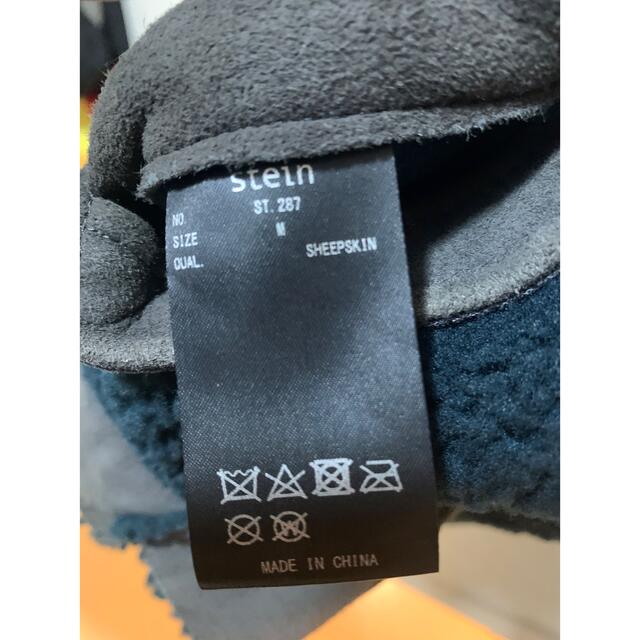 stein
NO. ST.287
SIZE M
QUAL. SHEEPSKIN
W
MADE IN CHINA